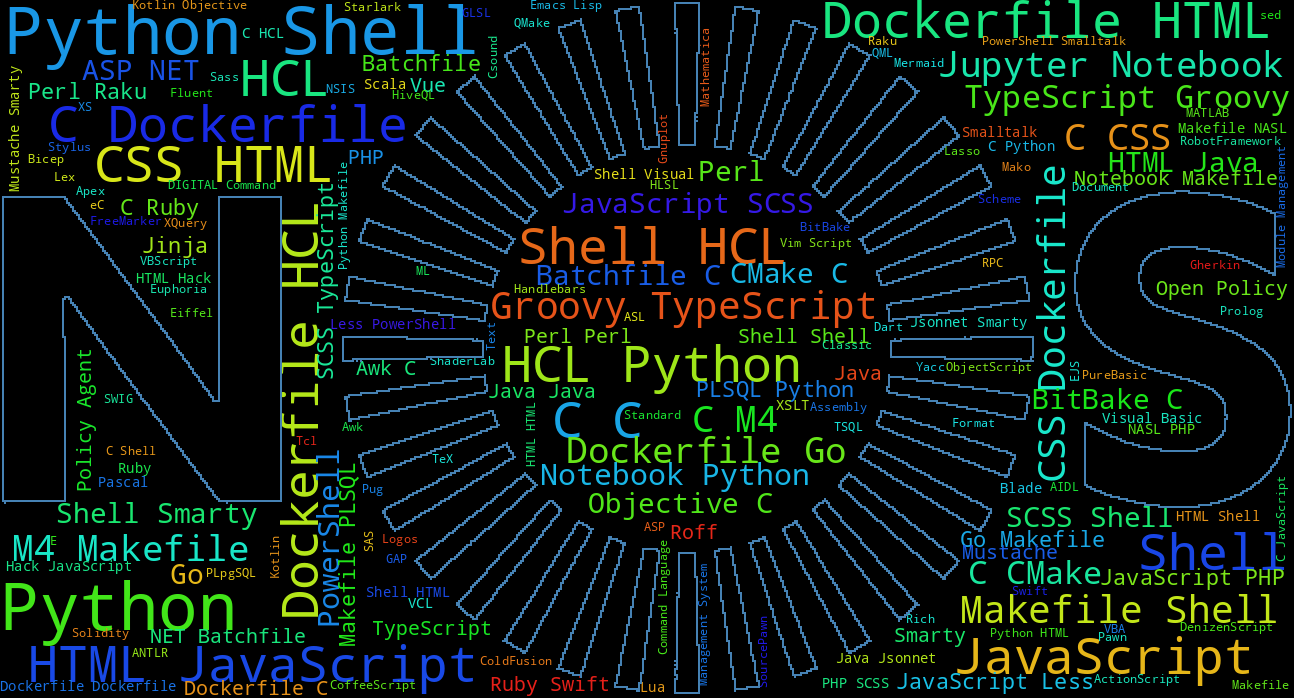 Kotlin Objective
Starlark
GLSL
Emacs Lisp
QMake
Python Shell
C HCL
Dockerfile HTML
sed
Raku
PowerShell Smalltalk
QML
Mermaid
Csound
Mathematica
ASP NET
Sass
HCL
Batchfile
Jupyter Notebook
Scala
Vue
HiveQL
NSIS
Perl Raku
Fluent
XS
TypeScript Groovy
MATLAB
Mustache Smarty
C Dockerfile
Gnuplot
Smalltalk
C CSS
Makefile NASL
RobotFramework
Stylus
Bicep
Lex
CSS HTML
PHP
Lasso
C Python
Mako
HTML Java
Notebook Makefile
Document
Module Management
DIGITAL Command
Apex
eC
C Ruby
FreeMarker
XQuery
Python Makefile
Shell Visual
HLSL
Perl
JavaScript SCSS
Scheme
BitBake
Vim Script
Jinja
VBScript
HTML Hack
Euphoria
Eiffel
SCSS TypeScript
Dockerfile HCL
ML
Shell HCL
Batchfile C
CMake C
Handlebars
RPC
Gherkin
Open Policy
Prolog
Groovy TypeScript
ASL
Less PowerShell
Text
Perl Perl
Shell Shell
Classic
Dart
Jsonnet Smarty
CSS Dockerfile
ShaderLab
Awk C
HCL Python
Java
Yacc
ObjectScript
EJS
PureBasic
Policy Agent
SWIG
Java Java
PLSQL Python
XSLT
Assembly
BitBake C
Visual Basic
NASL PHP
C C
Standard
C M4
TSQL
Format
Awk
HTML HTML
Tcl
C Shell
Ruby
Pascal
TeX
Dockerfile Go
Notebook Python
Pug
Blade
AIDL
Objective C
ASP
Roff
PowerShell
Makefile PLSQL
Shell Smarty
SCSS Shell
HTML Shell
C JavaScript
M4 Makefile
E
Kotlin
SAS
Logos
GAP
Go Makefile
Mustache
Shell
Hack JavaScript
Go
PLpgSQL
C CMake
JavaScript PHP
Swift
Python
Shell HTML
VCL
Command Language
Management System
SourcePawn
Makefile Shell
Rich
Solidity
NET Batchfile
TypeScript
Smarty
Python HTML
VBA
Pawn
DenizenScript
HTML JavaScript
ANTLR
ColdFusion
Java Jsonnet
JavaScript
Dockerfile Dockerfile
Dockerfile C
CoffeeScript
Ruby Swift
Lua
PHP SCSS
JavaScript Less
ActionScript
Makefile